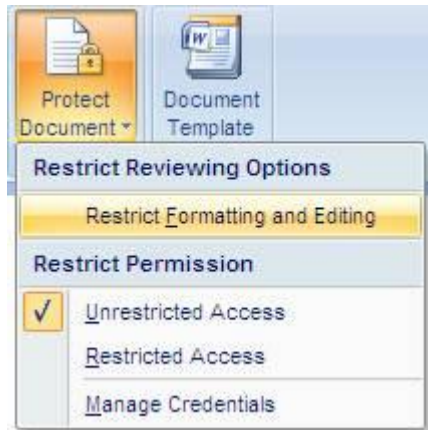 Protect
Document
Document
Template
Restrict Reviewing Options
Restrict Formatting and Editing
Restrict Permission
Unrestricted Access
Restricted Access
Manage Credentials